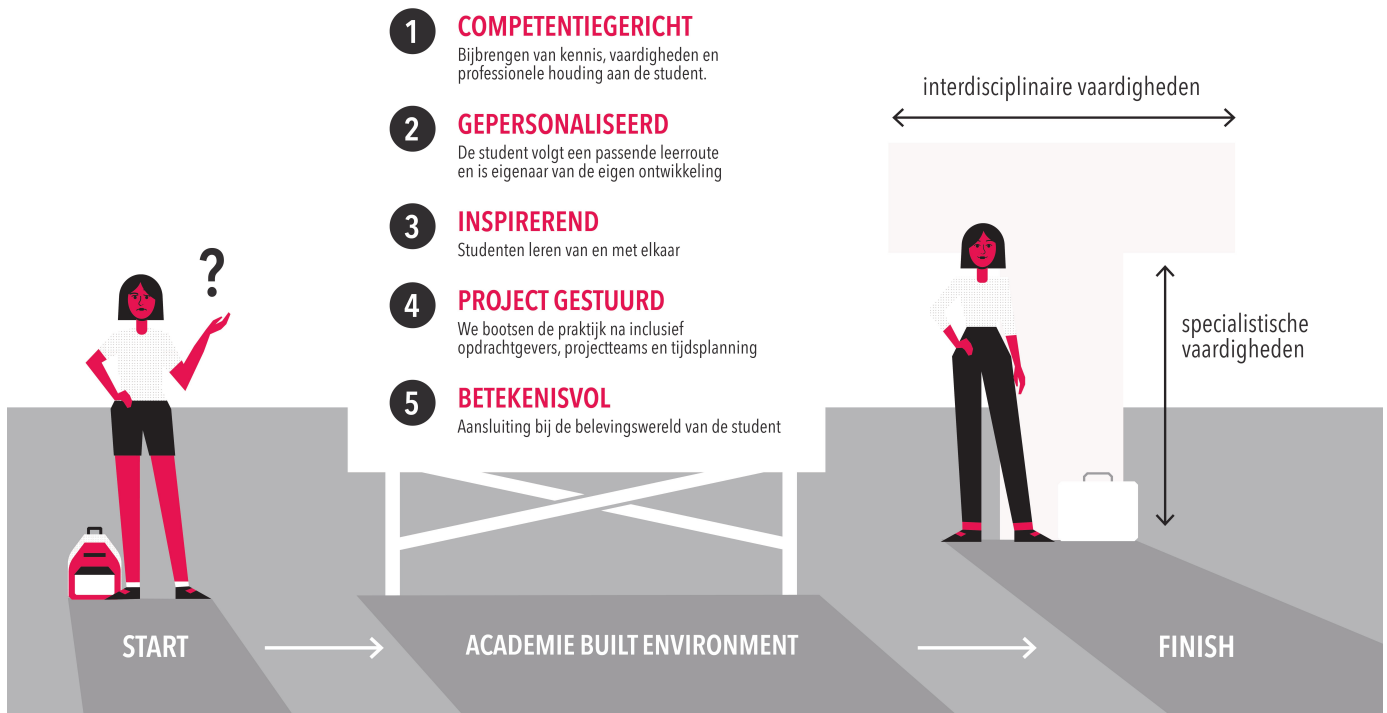 1 COMPETENTIEGERICHT
Bijbrengen van kennis, vaardigheden en
professionele houding aan de student.
2 GEPERSONALISEERD
De student volgt een passende leerroute
en is eigenaar van de eigen ontwikkeling
3 INSPIREREND
Studenten leren van en met elkaar
4 PROJECT GESTUURD
We bootsen de praktijk na inclusief
opdrachtgevers, projectteams en tijdsplanning
5 BETEKENISVOL
Aansluiting bij de belevingswereld van de student
?
interdisciplinaire vaardigheden
specialistische
vaardigheden
START
ACADEMIE BUILT ENVIRONMENT
FINISH